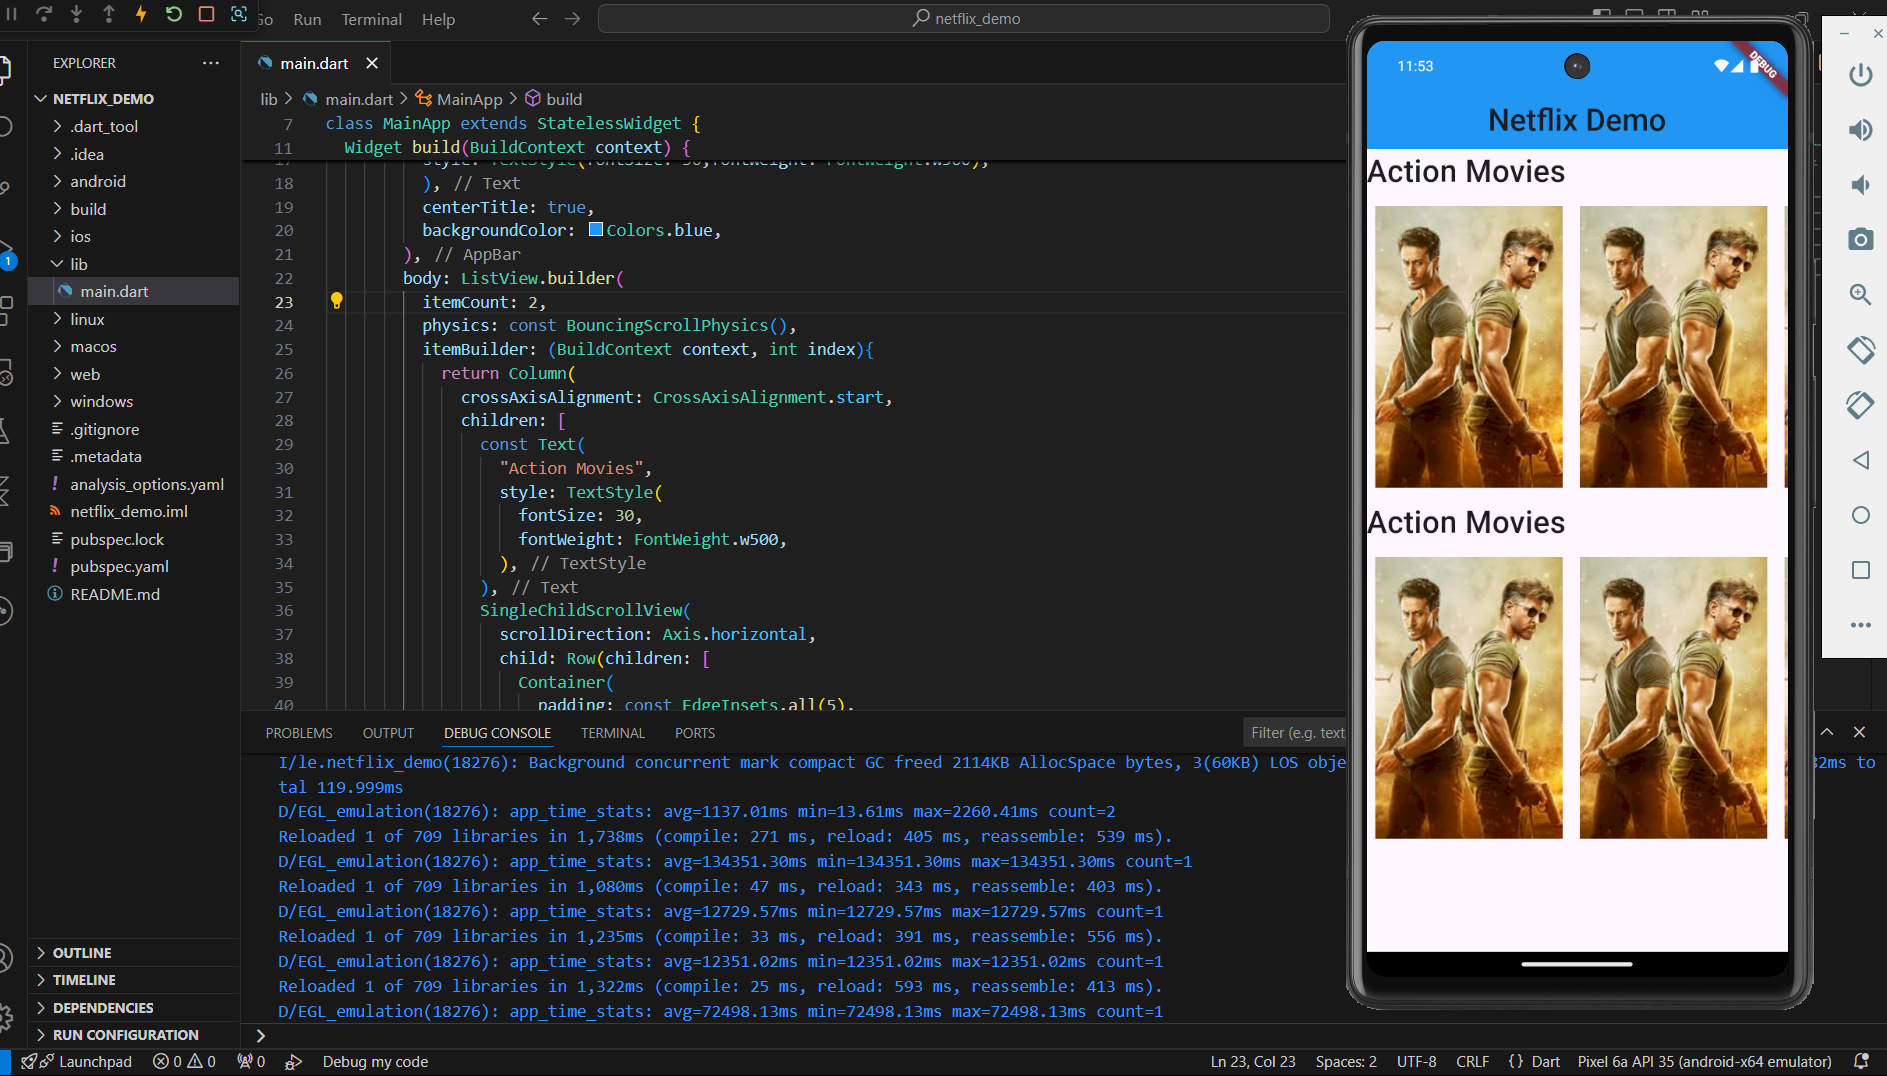 Go Run Terminal Help
netflix_demo
EXPLORER
main.dart
NETFLIX_DEMO
.dart_tool
.idea
android
build
ios
lib
main.dart
linux
macos
web
windows
.gitignore
.metadata
analysis_options.yaml
netflix_demo.iml
pubspec.lock
pubspec.yaml
README.md
OUTLINE
TIMELINE
DEPENDENCIES
RUN CONFIGURATION
1
lib > main.dart > MainApp > build
7 class MainApp extends StatelessWidget {
11 Widget build(BuildContext context) {
17 style: TextStyle(fontSize: 30,fontWeight: FontWeight.w500),
18 ), // Text
19 centerTitle: true,
20 backgroundColor: Colors.blue,
21 ), // AppBar
22 body: ListView.builder(
23 itemCount: 2,
24 physics: const BouncingScrollPhysics(),
25 itemBuilder: (BuildContext context, int index){
26 return Column(
27 crossAxisAlignment: CrossAxisAlignment.start,
28 children: [
29 const Text(
30 "Action Movies",
31 style: TextStyle(
32 fontSize: 30,
33 fontWeight: FontWeight.w500,
34 ), // TextStyle
35 ), // Text
36 SingleChildScrollView(
37 scrollDirection: Axis.horizontal,
38 child: Row(children: [
39 Container(
40 padding: const EdgeInsets.all(5),
PROBLEMS OUTPUT DEBUG CONSOLE TERMINAL PORTS
Filter (e.g. text
I/le.netflix_demo(18276): Background concurrent mark compact GC freed 2114KB AllocSpace bytes, 3(60KB) LOS obje 32ms to
tal 119.999ms
D/EGL_emulation(18276): app_time_stats: avg=1137.01ms min=13.61ms max=2260.41ms count=2
Reloaded 1 of 709 libraries in 1,738ms (compile: 271 ms, reload: 405 ms, reassemble: 539 ms).
D/EGL_emulation(18276): app_time_stats: avg=134351.30ms min=134351.30ms max=134351.30ms count=1
Reloaded 1 of 709 libraries in 1,080ms (compile: 47 ms, reload: 343 ms, reassemble: 403 ms).
D/EGL_emulation(18276): app_time_stats: avg=12729.57ms min=12729.57ms max=12729.57ms count=1
Reloaded 1 of 709 libraries in 1,235ms (compile: 33 ms, reload: 391 ms, reassemble: 556 ms).
D/EGL_emulation(18276): app_time_stats: avg=12351.02ms min=12351.02ms max=12351.02ms count=1
Reloaded 1 of 709 libraries in 1,322ms (compile: 25 ms, reload: 593 ms, reassemble: 413 ms).
D/EGL_emulation(18276): app_time_stats: avg=72498.13ms min=72498.13ms max=72498.13ms count=1
Launchpad 0 0 0 Debug my code
Ln 23, Col 23 Spaces: 2 UTF-8 CRLF {} Dart Pixel 6a API 35 (android-x64 emulator)
11:53
DEBUG
Netflix Demo
Action Movies
Action Movies